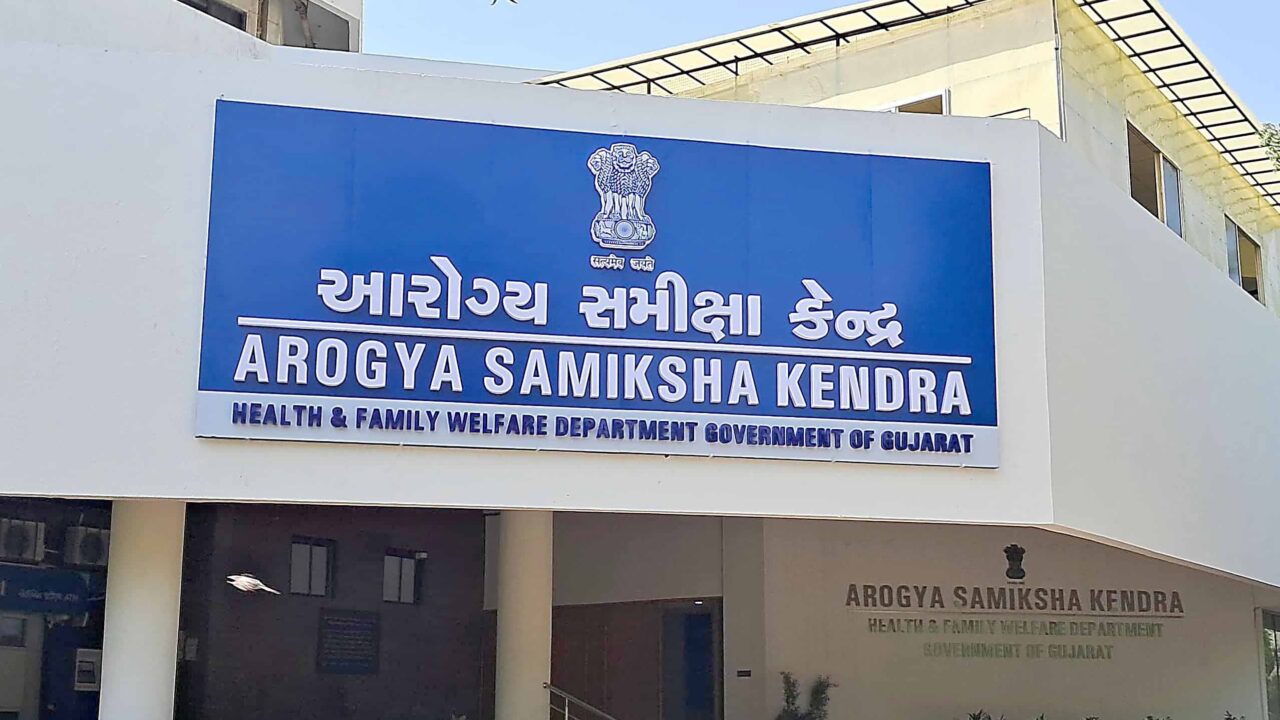 सत्यमेव जयते
આરોગ્ય સમીક્ષા કેન્દ્ર
AROGYA SAMIKSHA KENDRA
HEALTH & FAMILY WELFARE DEPARTMENT GOVERNMENT OF GUJARAT
AROGYA SAMIKSHA KENDRA
HEALTH & FAMILY WELFARE DEPARTMENT
GOVERNMENT OF GUJARAT